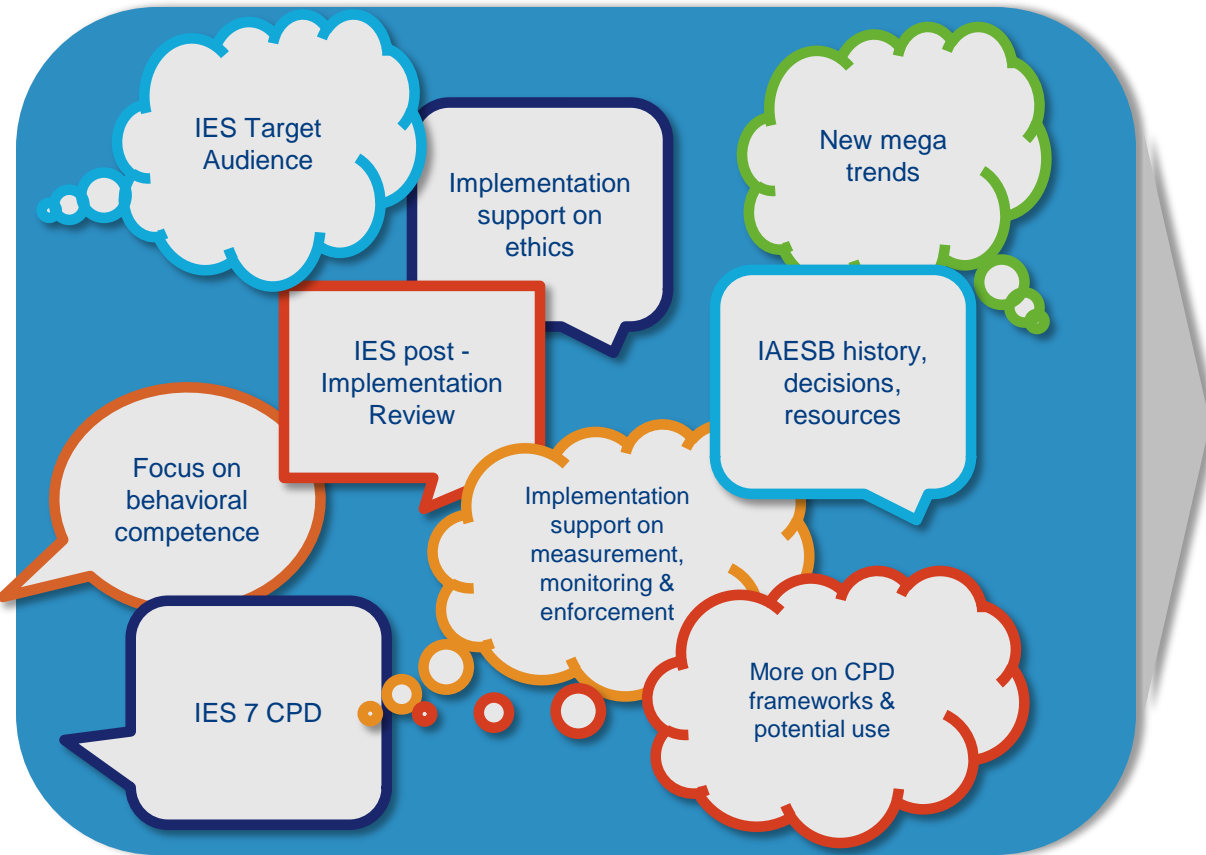 IES Target
Audience
Implementation
support on
ethics
New mega
trends
IES post -
Implementation
Review
IAESB history,
decisions,
resources
Focus on
behavioral
competence
Implementation
support on
measurement,
monitoring &
enforcement
IES 7 CPD
More on CPD
frameworks &
potential use